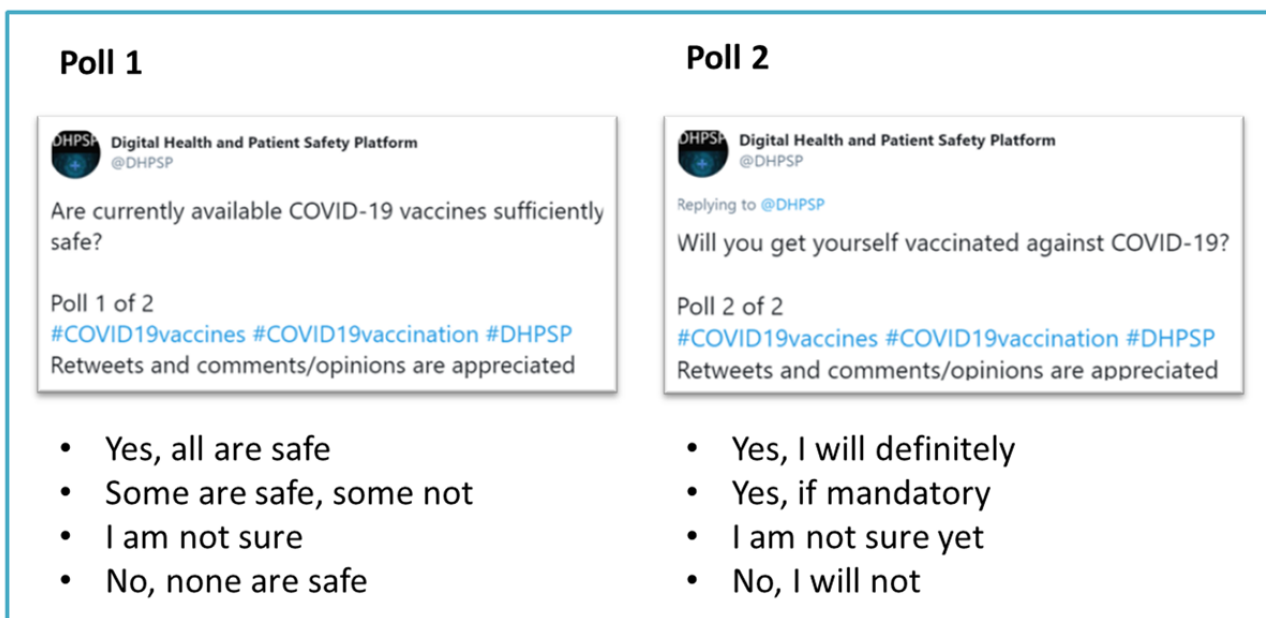 Poll 1
DHPSP
Digital Health and Patient Safety Platform
@DHPSP
Are currently available COVID-19 vaccines sufficiently
safe?
Poll 1 of 2
#COVID19vaccines #COVID19vaccination #DHPSP
Retweets and comments/opinions are appreciated
• Yes, all are safe
• Some are safe, some not
• I am not sure
• No, none are safe
Poll 2
DHPSP
Digital Health and Patient Safety Platform
@DHPSP
Replying to @DHPSP
Will you get yourself vaccinated against COVID-19?
Poll 2 of 2
#COVID19vaccines #COVID19vaccination #DHPSP
Retweets and comments/opinions are appreciated
• Yes, I will definitely
• Yes, if mandatory
• I am not sure yet
• No, I will not